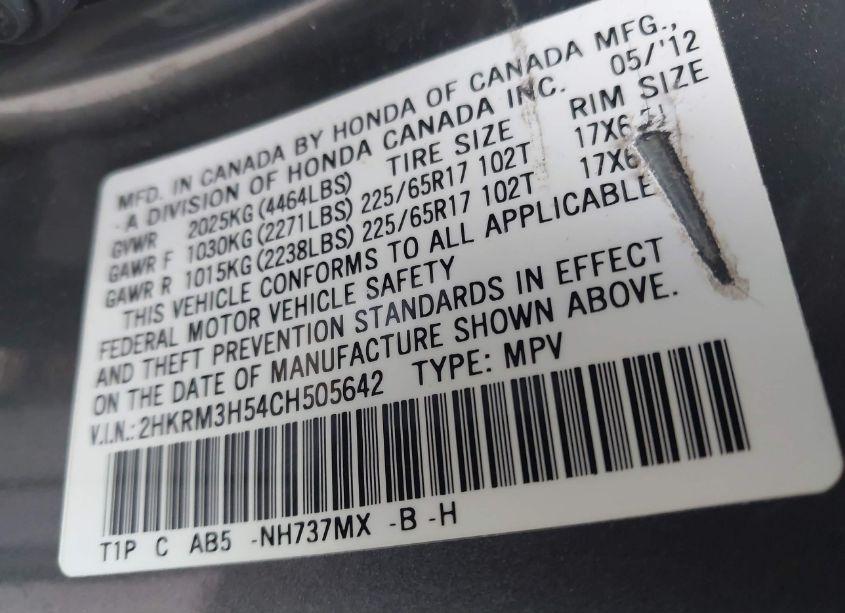 MFD. IN CANADA BY HONDA OF CANADA MFG.,
- A DIVISION OF HONDA CANADA INC. 05/'12
GVWR 2025KG(4464LBS) TIRE SIZE RIM SIZE
GAWR F 1030KG(2271LBS) 225/65R17 102T 17X6
GAWR R 1015KG(2238LBS) 225/65R17 102T 17X6
THIS VEHICLE CONFORMS TO ALL APPLICABLE
FEDERAL MOTOR VEHICLE SAFETY
AND THEFT PREVENTION STANDARDS IN EFFECT
ON THE DATE OF MANUFACTURE SHOWN ABOVE.
V.I.N.: 2HKRM3H54CH505642 TYPE: MPV
T1P C AB5 -NH737MX -B -H